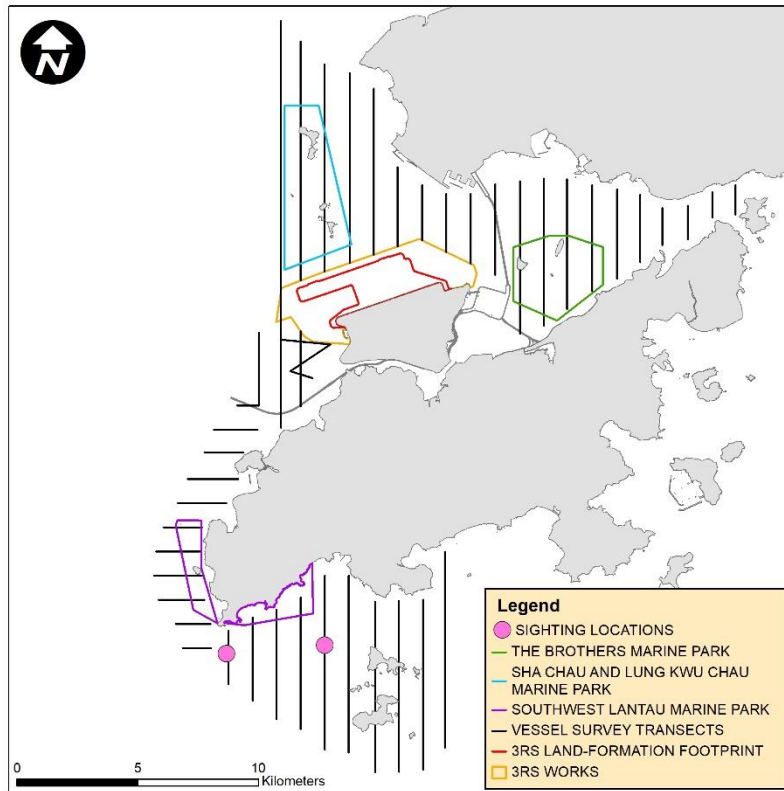 N
Legend
SIGHTING LOCATIONS
THE BROTHERS MARINE PARK
SHA CHAU AND LUNG KWU CHAU
MARINE PARK
SOUTHWEST LANTAU MARINE PARK
VESSEL SURVEY TRANSECTS
3RS LAND-FORMATION FOOTPRINT
3RS WORKS
0 5 10
Kilometers